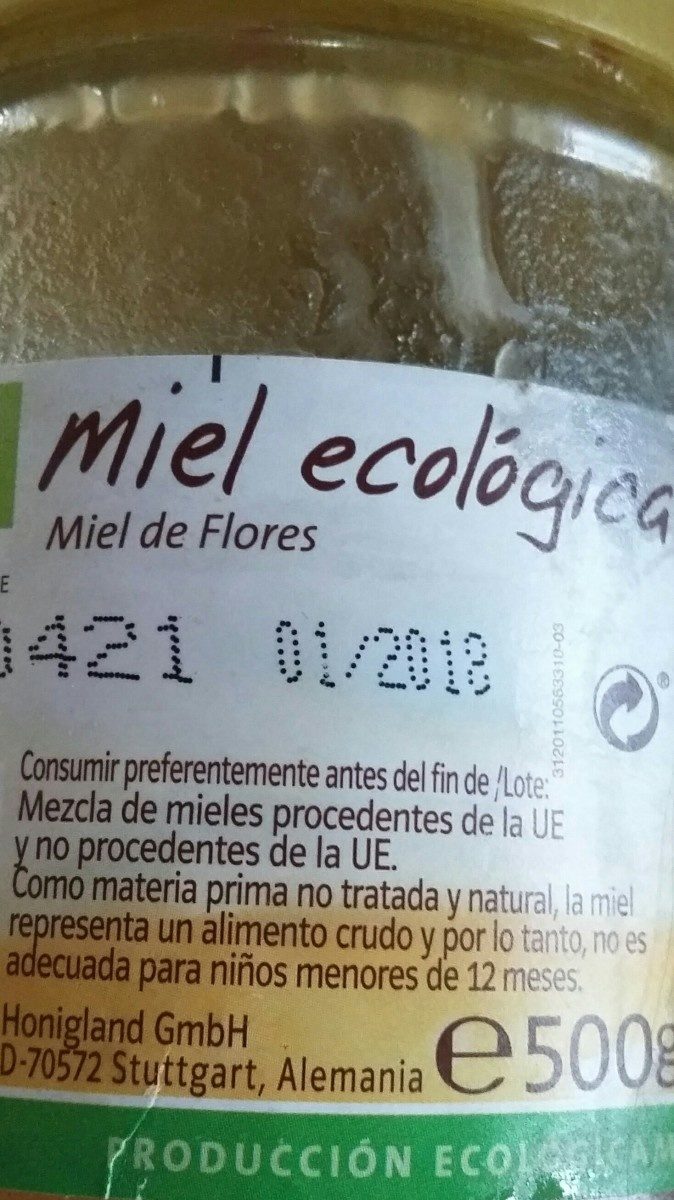 miel ecológica
Miel de Flores
E
421 01/2018
3120110563310-03
Consumir preferentemente antes del fin de /Lote:
Mezcla de mieles procedentes de la UE
y no procedentes de la UE.
Como materia prima no tratada y natural, la miel
representa un alimento crudo y por lo tanto, no es
adecuada para niños menores de 12 meses.
Honigland GmbH
D-70572 Stuttgart, Alemania
e 500g
PRODUCCIÓN ECOLÓGICAM